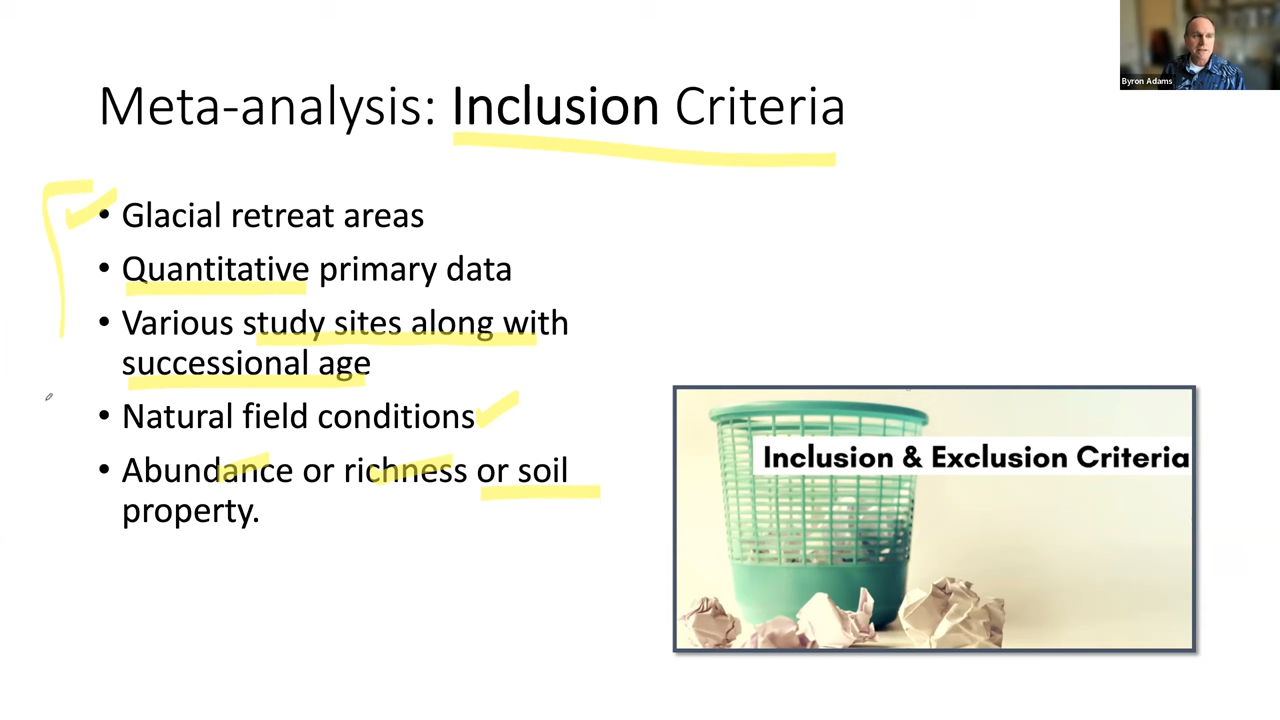 Byron Adams
Meta-analysis: Inclusion Criteria
• Glacial retreat areas
• Quantitative primary data
• Various study sites along with
successional age
• Natural field conditions
• Abundance or richness or soil
property.
Inclusion & Exclusion Criteria